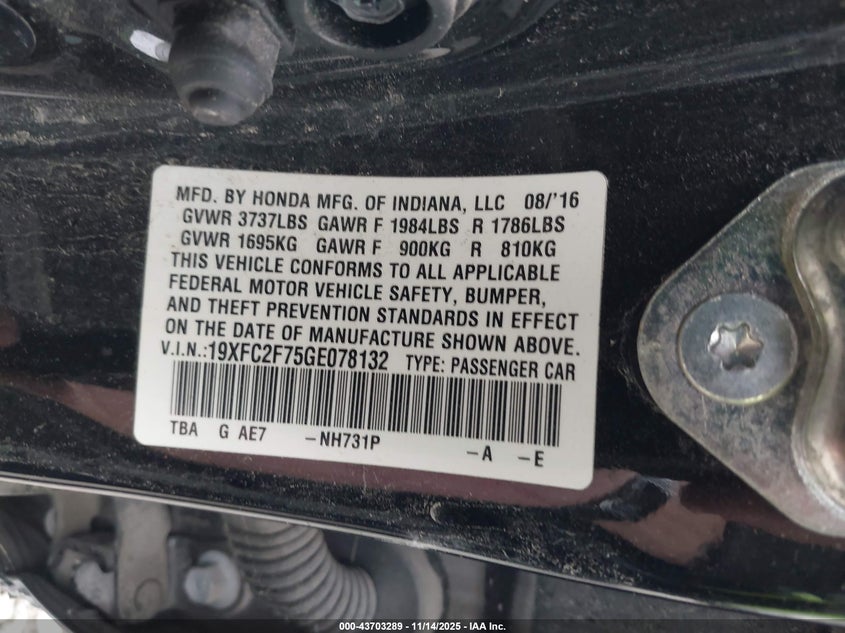 MFD. BY HONDA MFG. OF INDIANA, LLC 08/'16
GVWR 3737LBS GAWR F 1984LBS R 1786LBS
GVWR 1695KG GAWR F 900KG R 810KG
THIS VEHICLE CONFORMS TO ALL APPLICABLE
FEDERAL MOTOR VEHICLE SAFETY, BUMPER,
AND THEFT PREVENTION STANDARDS IN EFFECT
ON THE DATE OF MANUFACTURE SHOWN ABOVE.
V.I.N.:19XFC2F75GE078132 TYPE: PASSENGER CAR
TBA G AE7 -NH731P
-A -E
000-43703289 - 11/14/2025 - IAA Inc.